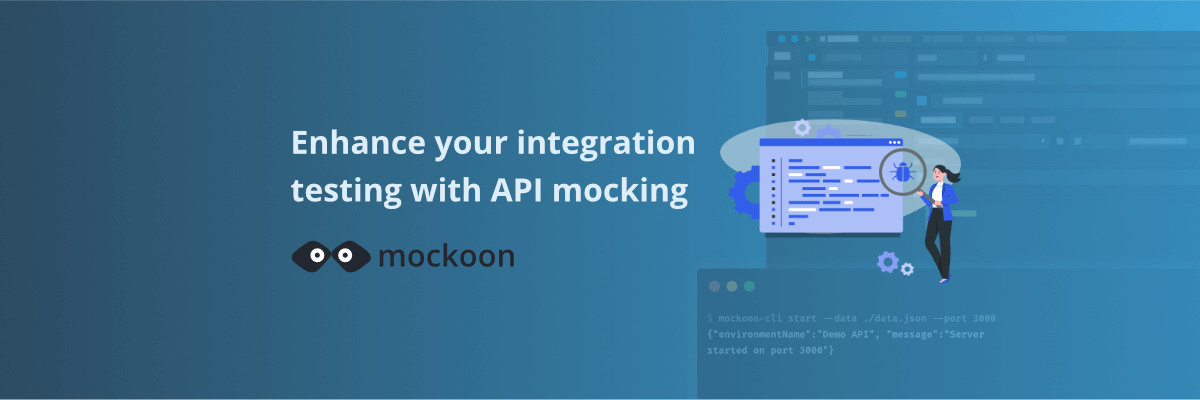 Enhance your integration
testing with API mocking
mockoon
$ mockoon-cli start --data ./data.json --port 3000
{"environmentName":"Demo API", "message":"Server
started on port 3000"}